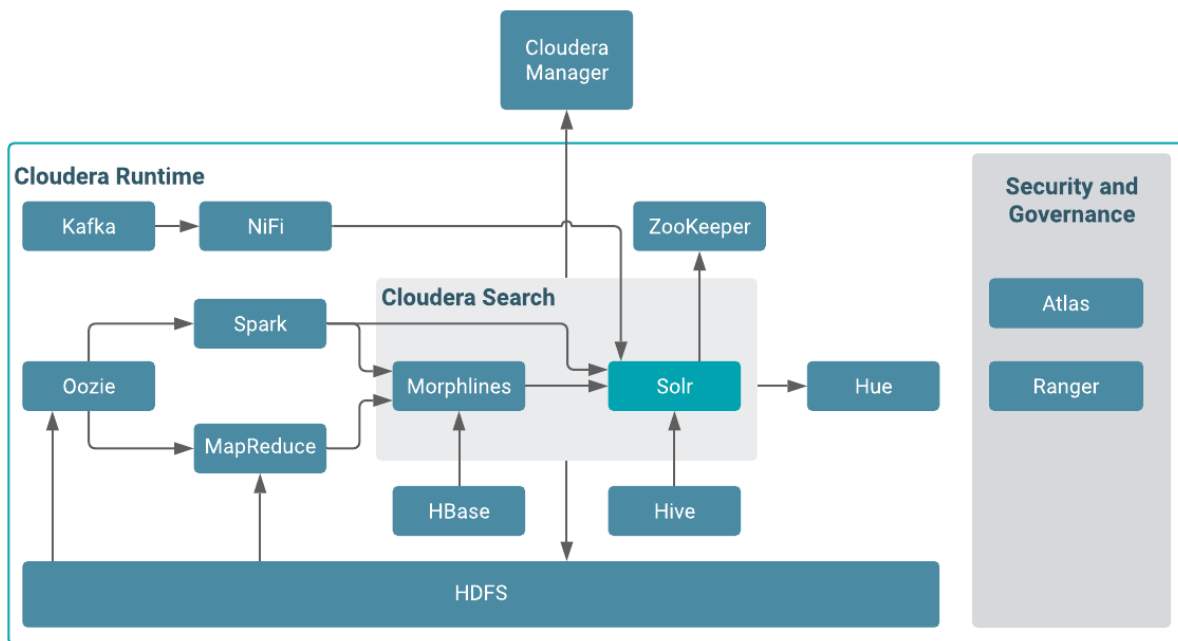 Cloudera
Manager
Cloudera Runtime
Security and
Governance
Kafka
NiFi
ZooKeeper
Cloudera Search
Atlas
Spark
Oozie
Morphlines
Solr
Hue
Ranger
MapReduce
HBase
Hive
HDFS